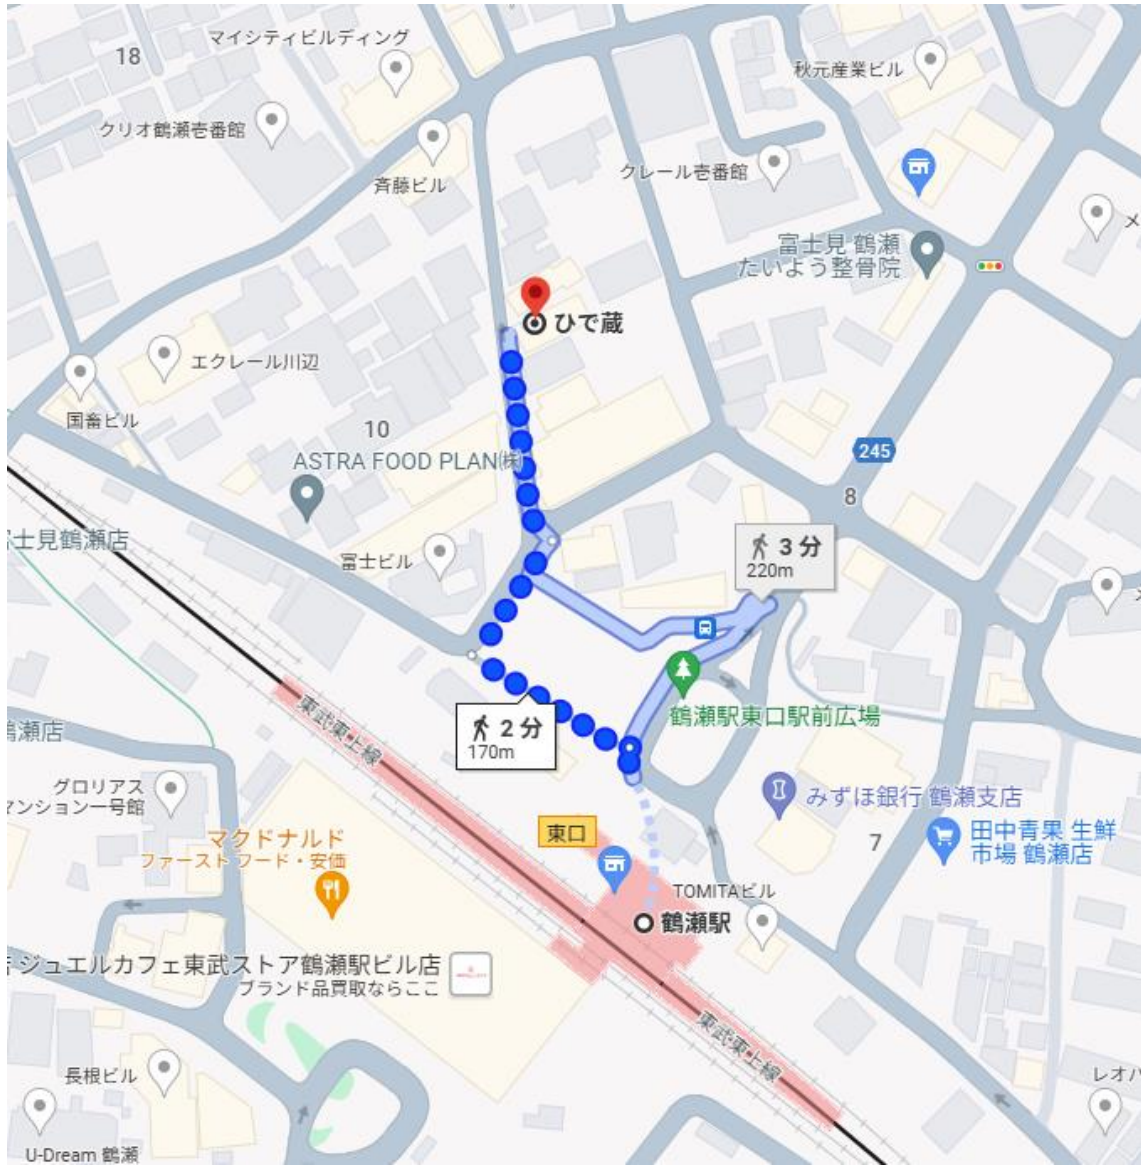 マイシティビルディング
18
秋元産業ビル
クリオ鶴瀬壱番館
斉藤ビル
クレール壱番館
富士見 鶴瀬
たいよう整骨院
ひで蔵
エクレール川辺
国畜ビル
10
245
ASTRA FOOD PLAN㈱
8
士見鶴瀬店
富士ビル
3 分
220m
鶴瀬駅東口駅前広場
鶴瀬店
2 分
170m
東武東上線
グロリアス
マンション一号館
みずほ銀行 鶴瀬支店
マクドナルド
ファースト フード・安価
東口
7
田中青果 生鮮
市場 鶴瀬店
TOMITAビル
鶴瀬駅
ジュエルカフェ東武ストア鶴瀬駅ビル店
ブランド品買取ならここ
東武東上線
長根ビル
レオパ
U-Dream 鶴瀬